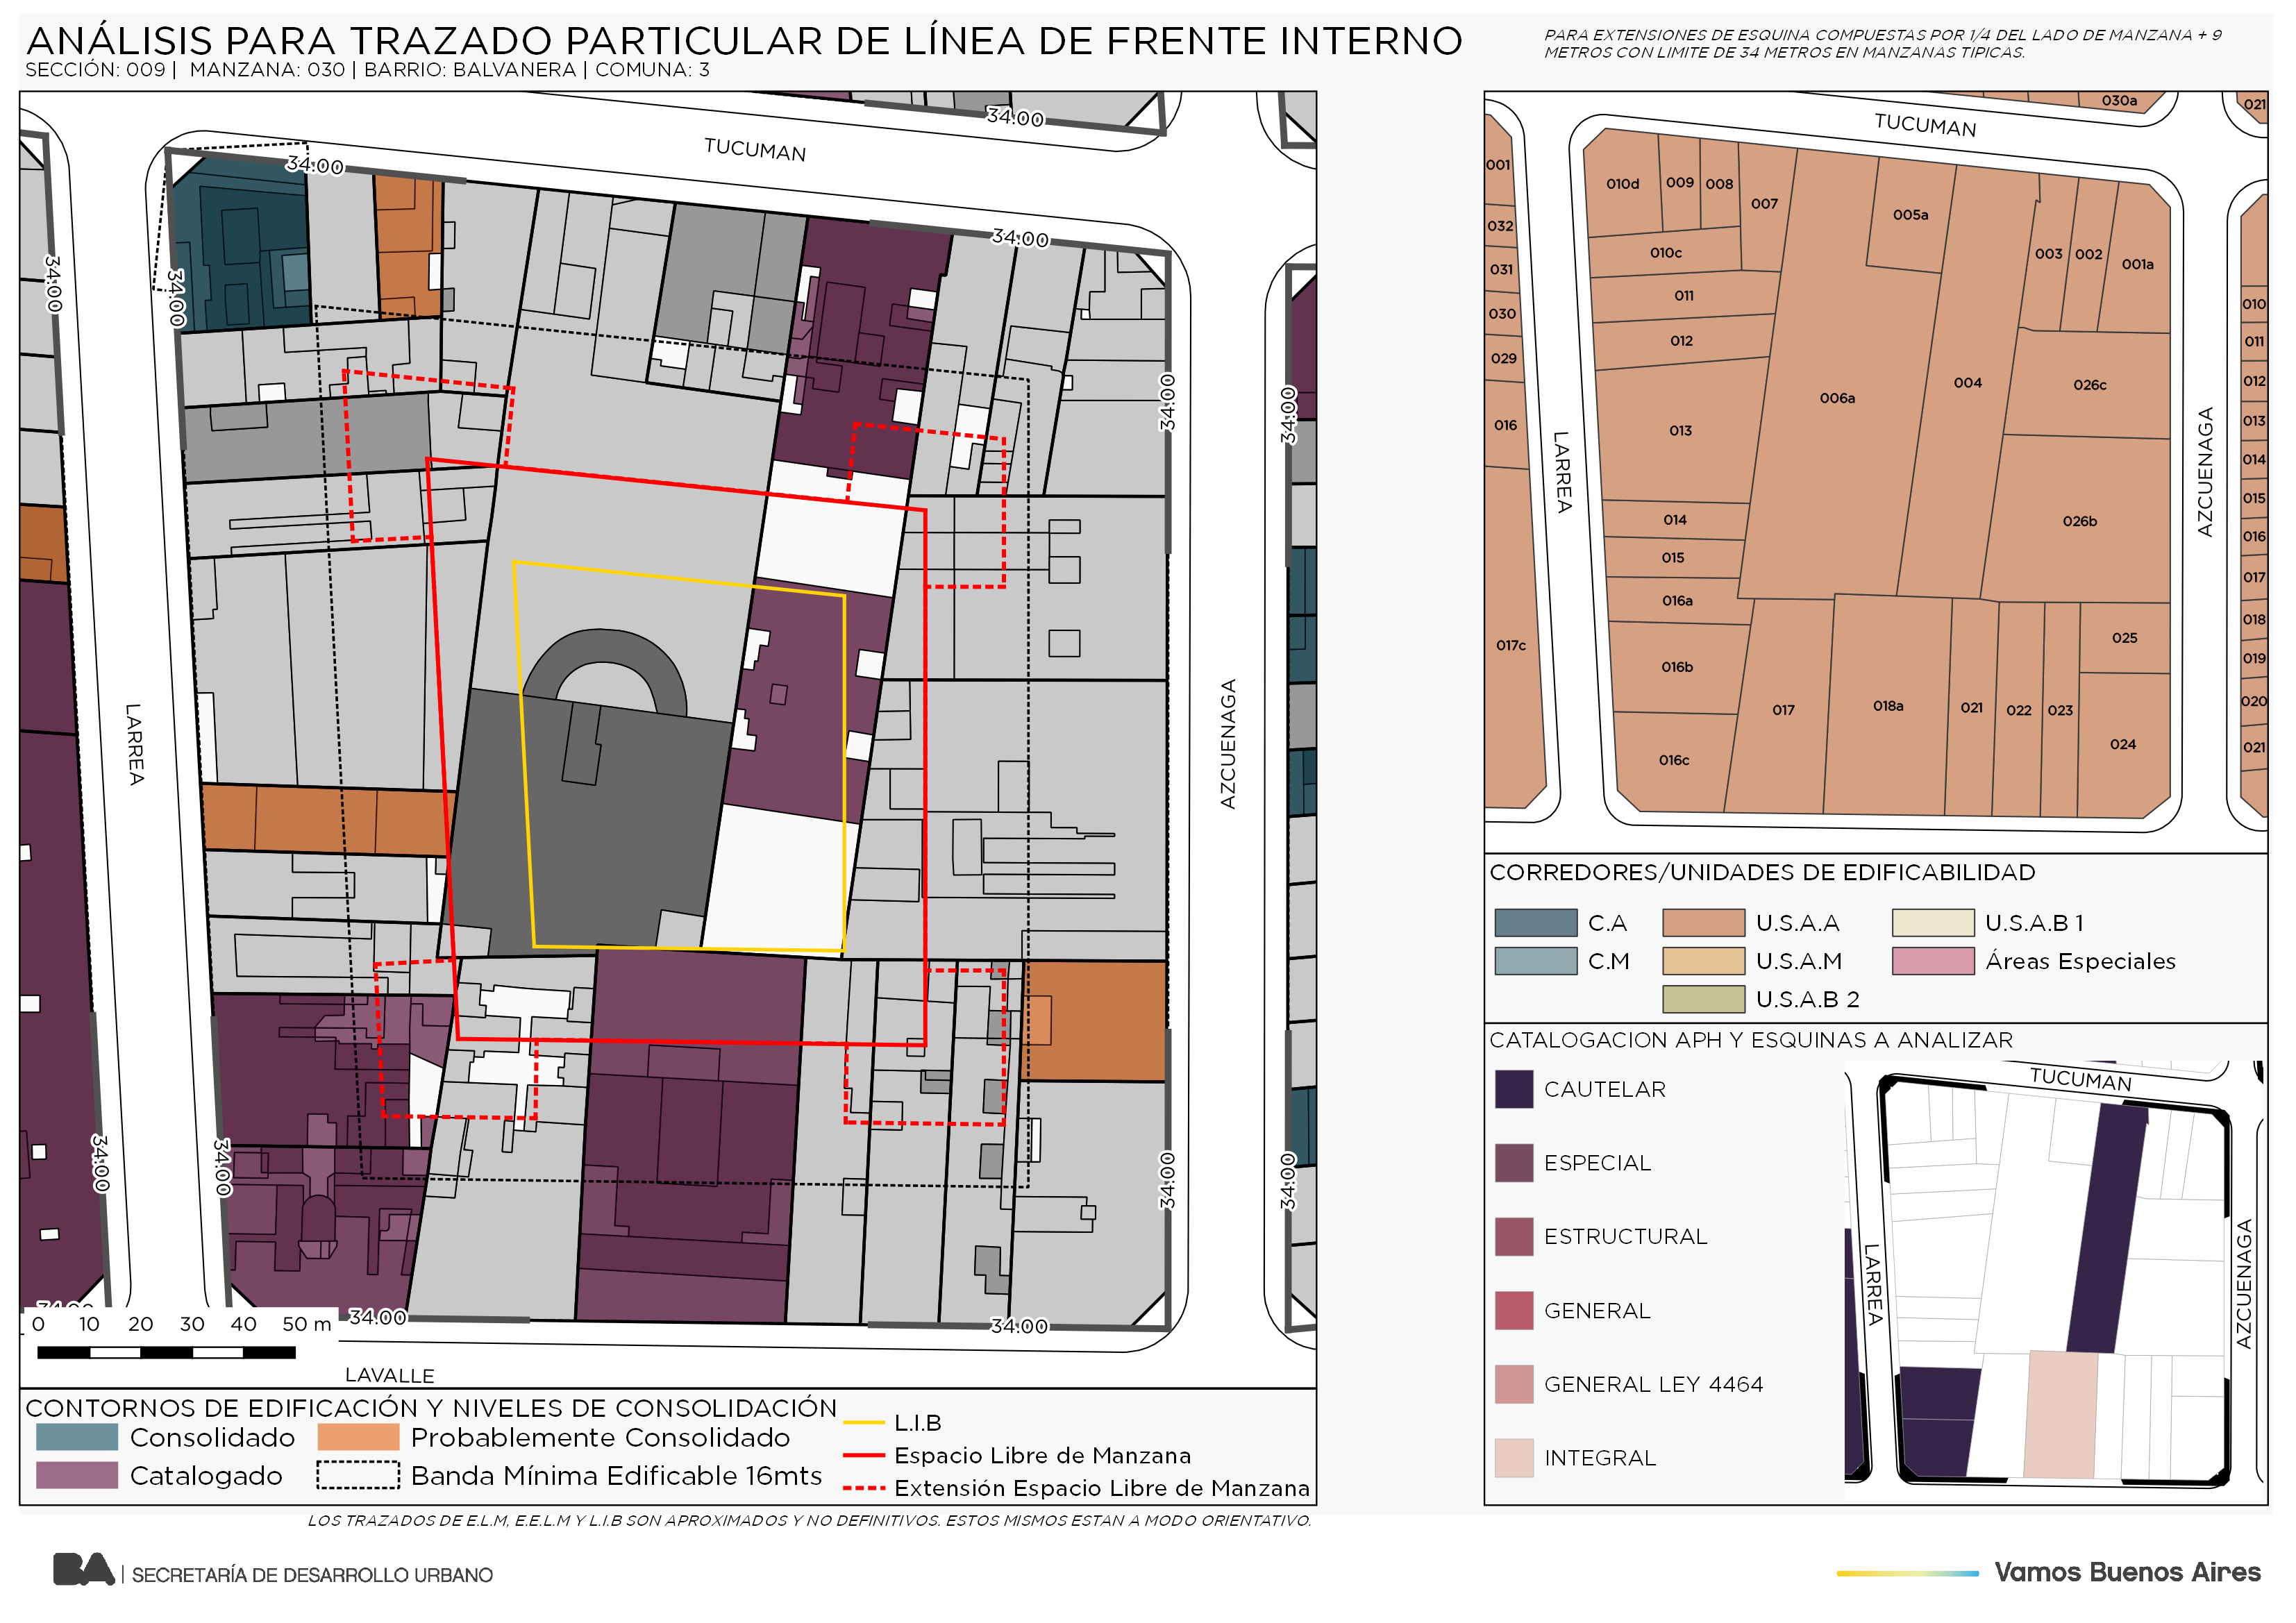 ANÁLISIS PARA TRAZADO PARTICULAR DE LÍNEA DE FRENTE INTERNO
SECCIÓN: 009 | MANZANA: 030 | BARRIO: BALVANERA | COMUNA: 3
PARA EXTENSIONES DE ESQUINA COMPUESTAS POR 1/4 DEL LADO DE MANZANA + 9
METROS CON LIMITE DE 34 METROS EN MANZANAS TIPICAS.
34.00
TUCUMAN
34.00
34.00
34.00
34.00
34.00
34.00
LARREA
AZCUENAGA
34.00
34.00
34.00
34.00
34.00
34.00
0 10 20 30 40 50 m
LAVALLE
CONTORNOS DE EDIFICACIÓN Y NIVELES DE CONSOLIDACIÓN
Consolidado
Probablemente Consolidado
Catalogado
Banda Mínima Edificable 16mts
L.I.B
Espacio Libre de Manzana
Extensión Espacio Libre de Manzana
LOS TRAZADOS DE E.L.M, E.E.L.M Y L.I.B SON APROXIMADOS Y NO DEFINITIVOS. ESTOS MISMOS ESTAN A MODO ORIENTATIVO.
030a
021
TUCUMAN
001
032
031
030
029
016
017c
010d
009
008
007
005a
003
002
001a
010c
011
012
013
006a
004
026c
026b
014
015
016a
016b
016c
017
018a
021
022
023
025
024
LARREA
AZCUENAGA
010
011
012
013
014
015
016
017
018
019
020
021
CORREDORES/UNIDADES DE EDIFICABILIDAD
C.A
U.S.A.A
U.S.A.B 1
C.M
U.S.A.M
Áreas Especiales
U.S.A.B 2
CATALOGACION APH Y ESQUINAS A ANALIZAR
CAUTELAR
ESPECIAL
ESTRUCTURAL
GENERAL
GENERAL LEY 4464
INTEGRAL
TUCUMAN
LARREA
AZCUENAGA
BA | SECRETARÍA DE DESARROLLO URBANO
Vamos Buenos Aires